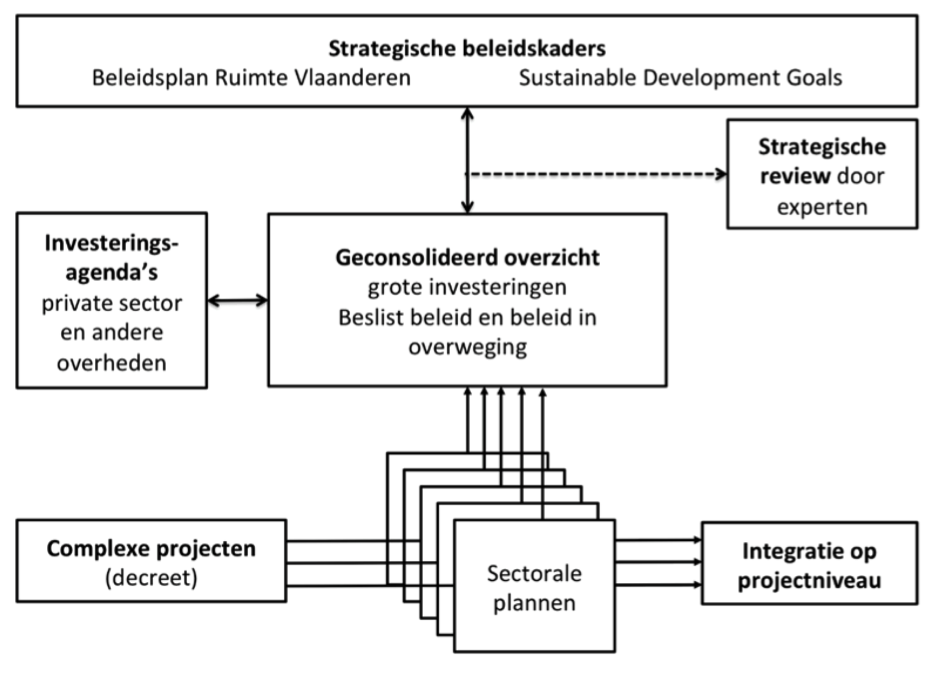 Strategische beleidskaders
Beleidsplan Ruimte Vlaanderen Sustainable Development Goals
Strategische
review door
experten
Investerings-
agenda’s
private sector
en andere
overheden
Geconsolideerd overzicht
grote investeringen
Beslist beleid en beleid in
overweging
Complexe projecten
(decreet)
Sectorale
plannen
Integratie op
projectniveau